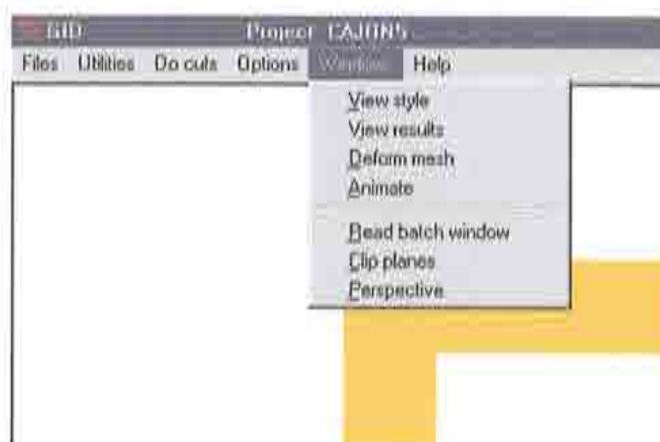 GID Project CAJON5
Files Utilities Do cuts Options Window Help
View style
View results
Deform mesh
Animate
Read batch window
Clip planes
Perspective